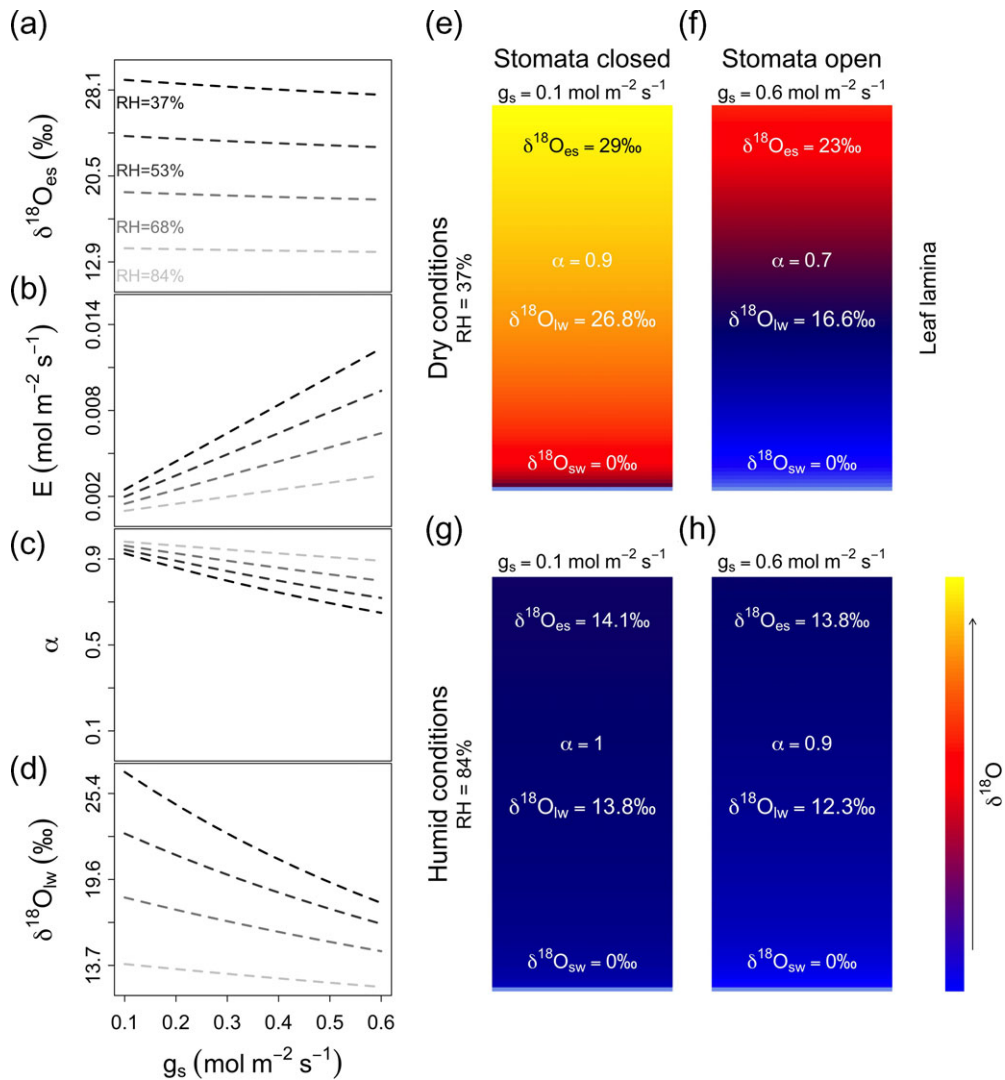 (a)
δ¹⁸Oes (‰)
28.1
20.5
12.9
RH=37%
RH=53%
RH=68%
RH=84%
(b)
E (mol m⁻² s⁻¹)
0.014
0.008
0.002
(c)
α
0.9
0.5
0.1
(d)
δ¹⁸Olw (‰)
25.4
19.6
13.7
0.1 0.2 0.3 0.4 0.5 0.6
gs (mol m⁻² s⁻¹)
(e)
Stomata closed
gs = 0.1 mol m⁻² s⁻¹
δ¹⁸Oes = 29‰
α = 0.9
δ¹⁸Olw = 26.8‰
δ¹⁸Osw = 0‰
Dry conditions
RH = 37%
(f)
Stomata open
gs = 0.6 mol m⁻² s⁻¹
δ¹⁸Oes = 23‰
α = 0.7
δ¹⁸Olw = 16.6‰
δ¹⁸Osw = 0‰
Leaf lamina
(g)
gs = 0.1 mol m⁻² s⁻¹
δ¹⁸Oes = 14.1‰
α = 1
δ¹⁸Olw = 13.8‰
δ¹⁸Osw = 0‰
Humid conditions
RH = 84%
(h)
gs = 0.6 mol m⁻² s⁻¹
δ¹⁸Oes = 13.8‰
α = 0.9
δ¹⁸Olw = 12.3‰
δ¹⁸Osw = 0‰
δ¹⁸O